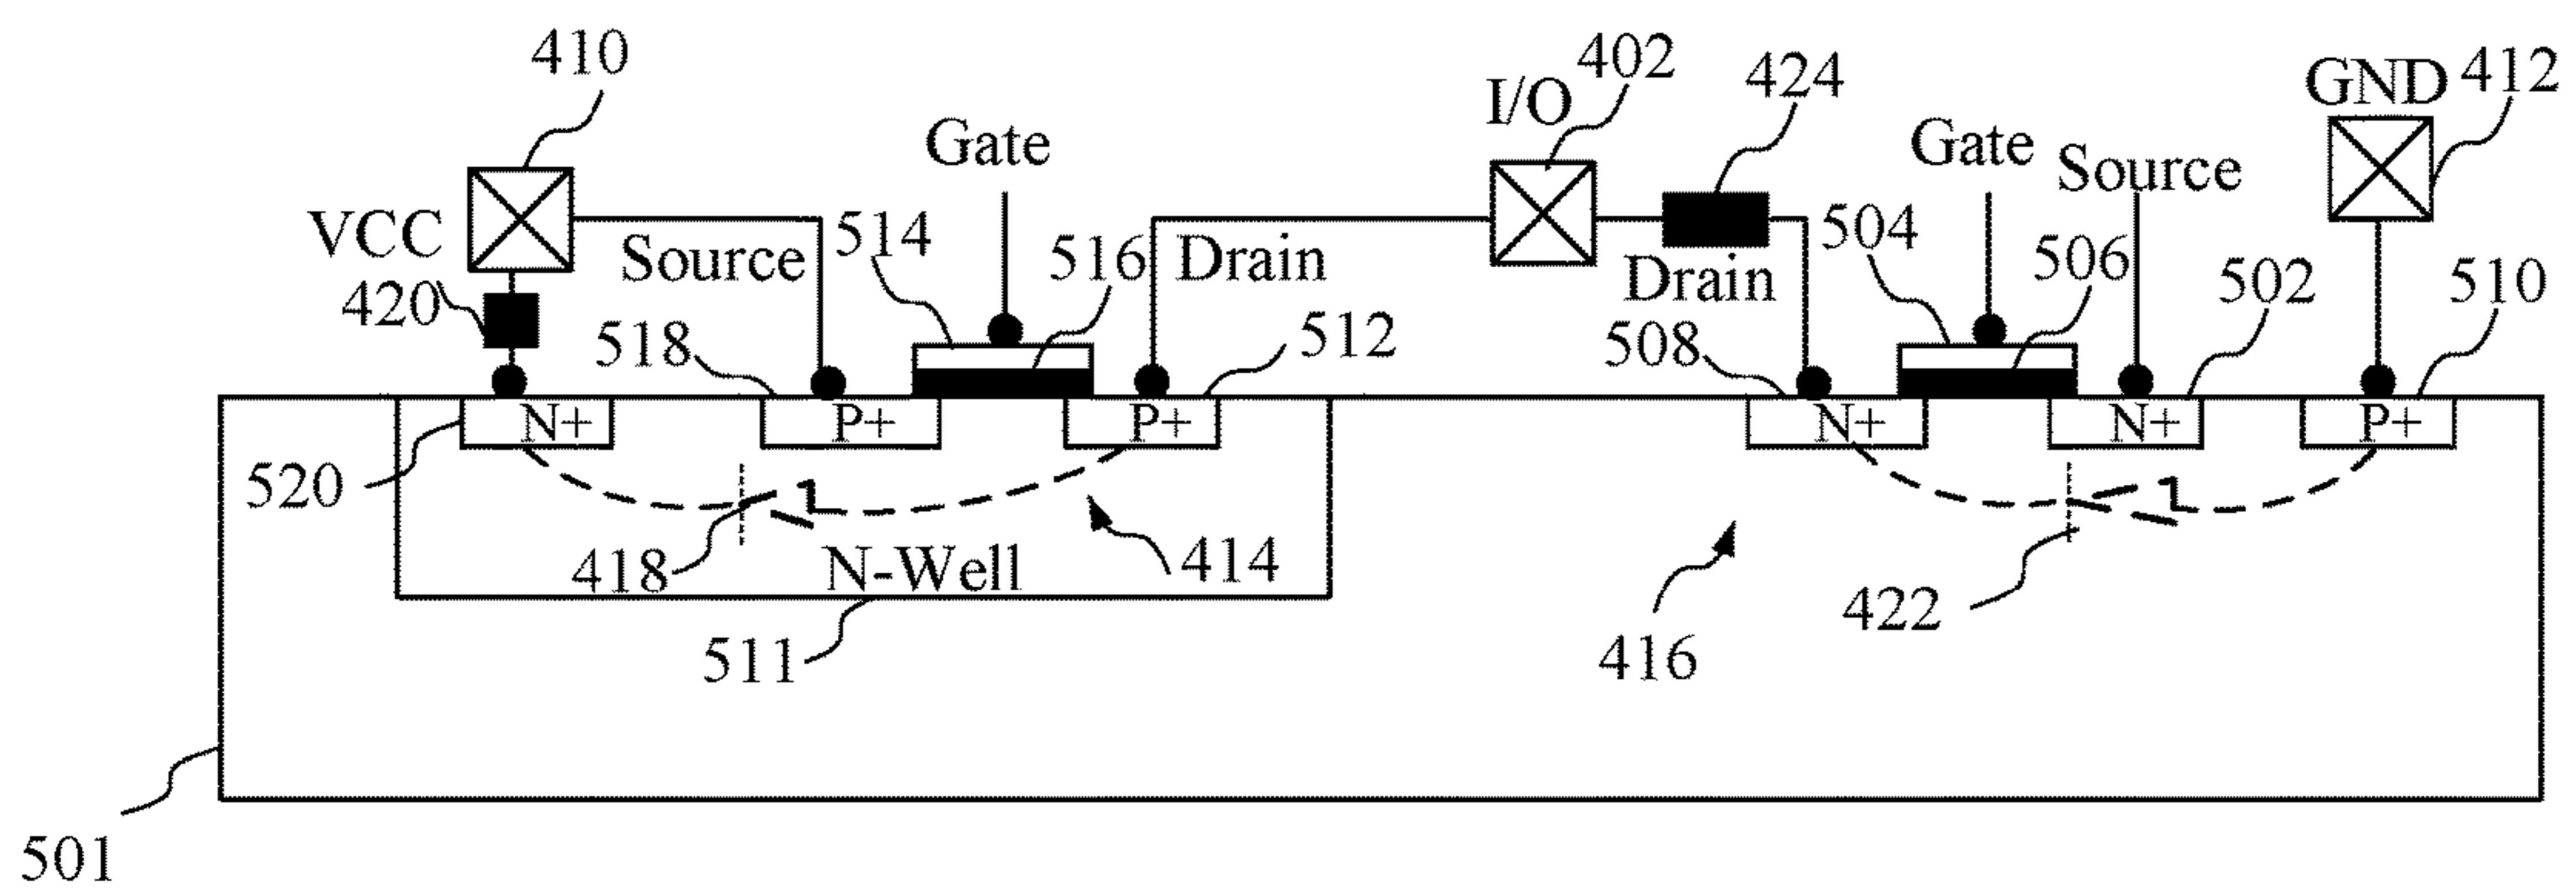 410
402
424
GND 412
I/O
Gate
Gate
Source
VCC
Source
514
516
Drain
504
Drain
506
502
510
420
518
512
508
N+
P+
P+
N+
N+
P+
520
418
N-Well
414
422
511
416
501